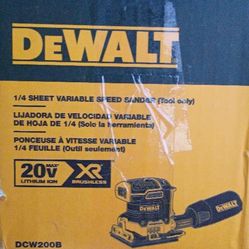 DEWALT
1/4 SHEET VARIABLE SPEED SANDER (Tool only)
LIJADORA DE VELOCIDAD VARIABLE
DE HOJA DE 1/4 (Solo la herramienta)
PONCEUSE À VITESSE VARIABLE
1/4 FEUILLE (Outil seulement)
20V MAX*
LITHIUM ION
XR
BRUSHLESS
DEWALT
DCW200B